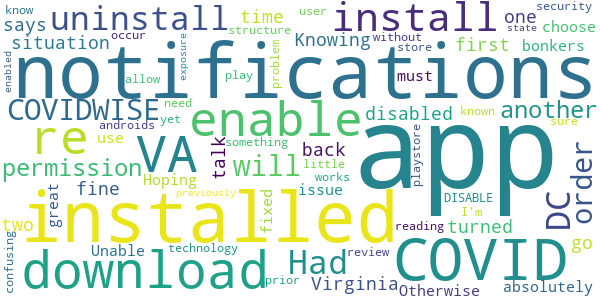 know
user
security
says
uninstall
time
install
one
enabled
occur
structure
without
store
state
choose
situation
Knowing
first
bonkers
notifications
exposure
problem
allow
play
must
app
COVIDWISE
enable
disabled
another
androids
need
yet
re
VA
talk
back
will
little
known
sure
permission
use
something
works
playstore
DISABLE
I'm
DC
order
Hoping
issue
great
fine
fixed
previously
reading
turned
go
installed
two
COVID
confusing
download
Unable
technology
Had
review
prior
Virginia
Otherwise
absolutely